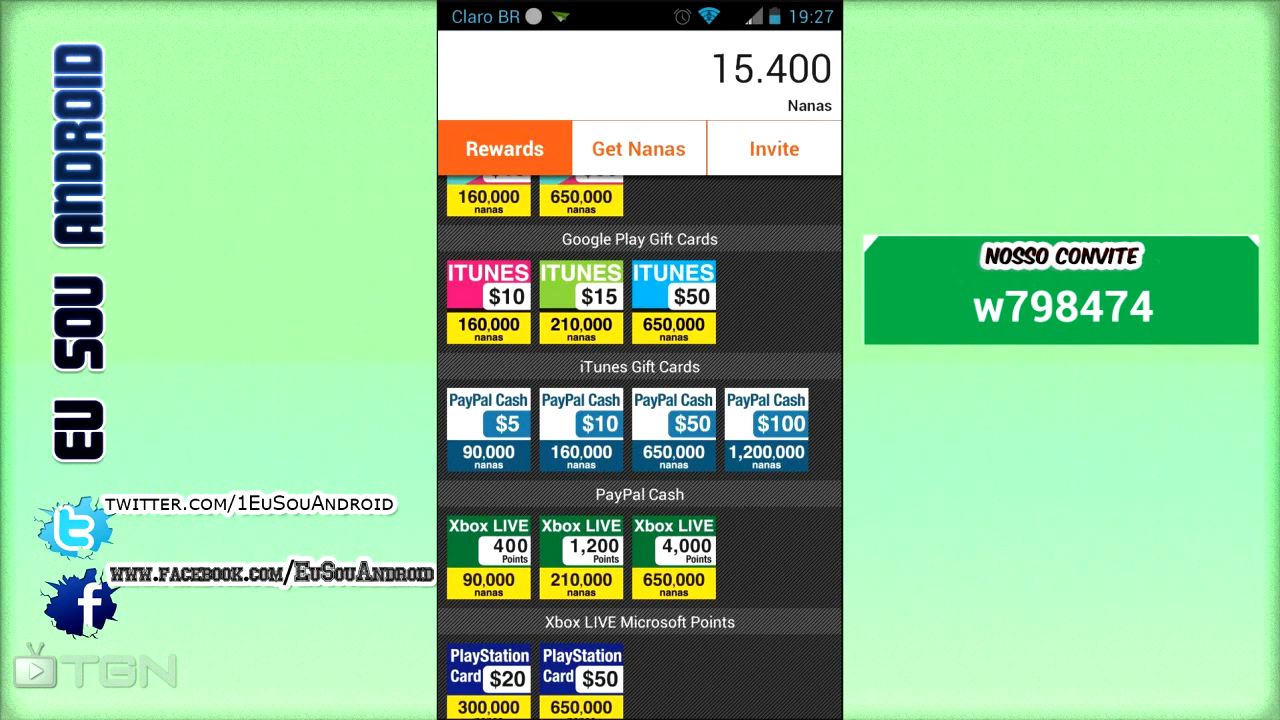 EU SOU ANDROID
TWITTER.COM/1EUSOUANDROID
WWW.FACEBOOK.COM/EUSOUANDROID
TGN
Claro BR
19:27
15.400
Nanas
Rewards
Get Nanas
Invite
160,000 650,000
nanas nanas
Google Play Gift Cards
ITUNES ITUNES ITUNES
$10 $15 $50
160,000 210,000 650,000
nanas nanas nanas
iTunes Gift Cards
PayPal Cash PayPal Cash PayPal Cash PayPal Cash
$5 $10 $50 $100
90,000 160,000 650,000 1,200,000
nanas nanas nanas nanas
PayPal Cash
Xbox LIVE Xbox LIVE Xbox LIVE
400 1,200 4,000
Points Points Points
90,000 210,000 650,000
nanas nanas nanas
Xbox LIVE Microsoft Points
PlayStation PlayStation
Card $20 Card $50
300,000 650,000
NOSSO CONVITE
w798474